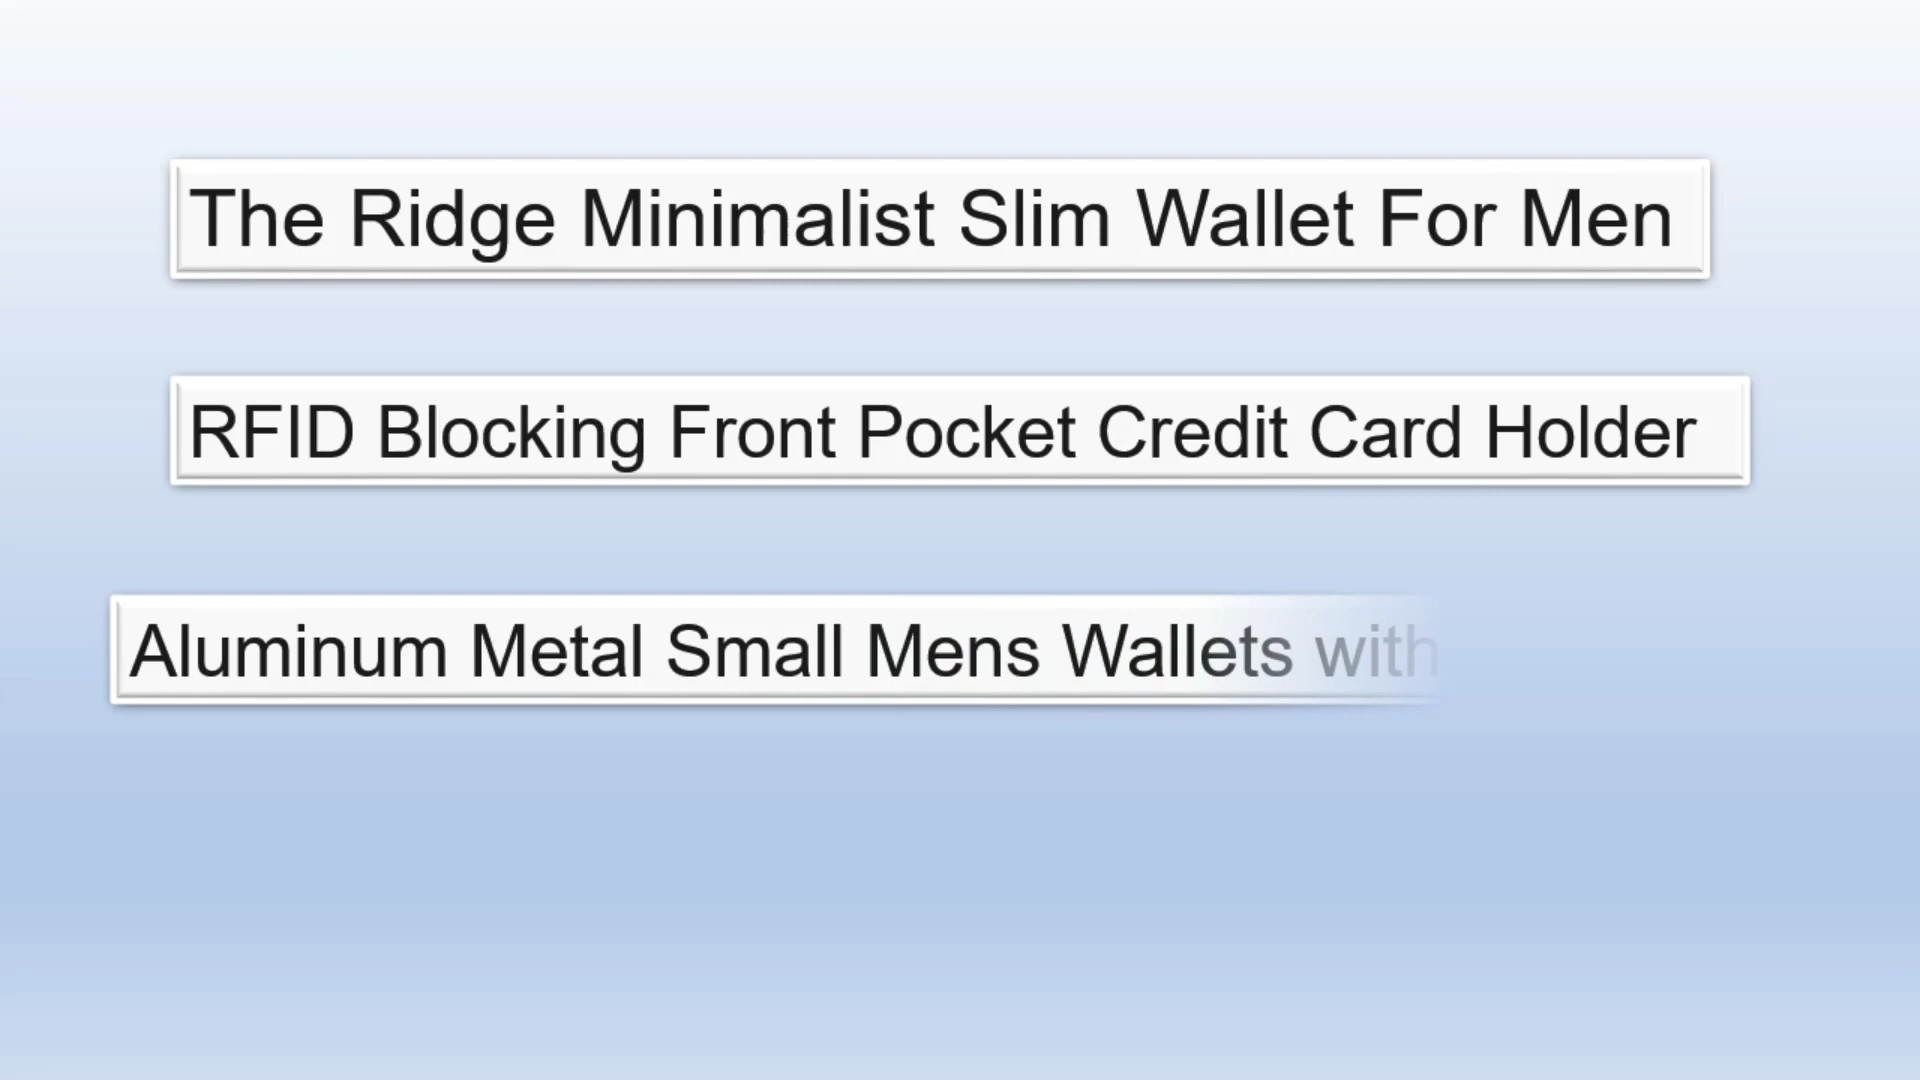 The Ridge Minimalist Slim Wallet For Men
RFID Blocking Front Pocket Credit Card Holder
Aluminum Metal Small Mens Wallets with